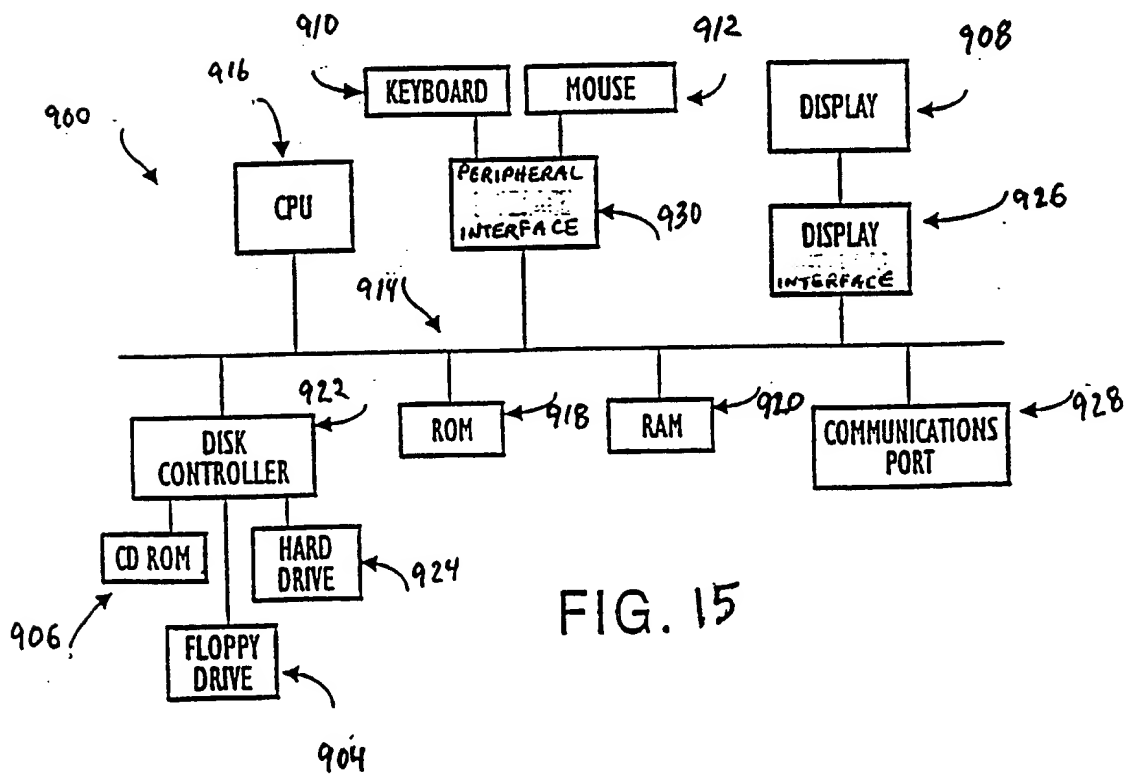 910
912
908
916
KEYBOARD
MOUSE
DISPLAY
900
CPU
PERIPHERAL
INTERFACE
930
926
DISPLAY
INTERFACE
914
922
918
920
928
DISK
CONTROLLER
ROM
RAM
COMMUNICATIONS
PORT
CD ROM
HARD
DRIVE
924
906
FLOPPY
DRIVE
904
FIG. 15